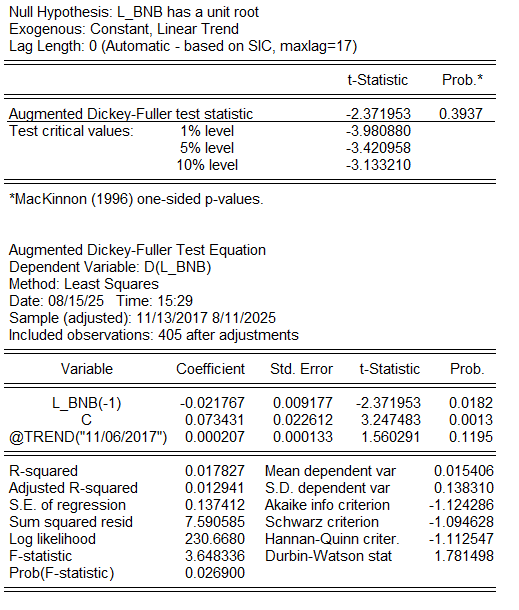 Null Hypothesis: L_BNB has a unit root
Exogenous: Constant, Linear Trend
Lag Length: 0 (Automatic - based on SIC, maxlag=17)
t-Statistic Prob.*
Augmented Dickey-Fuller test statistic -2.371953 0.3937
Test critical values: 1% level -3.980880
5% level -3.420958
10% level -3.133210
*MacKinnon (1996) one-sided p-values.
Augmented Dickey-Fuller Test Equation
Dependent Variable: D(L_BNB)
Method: Least Squares
Date: 08/15/25 Time: 15:29
Sample (adjusted): 11/13/2017 8/11/2025
Included observations: 405 after adjustments
Variable Coefficient Std. Error t-Statistic Prob.
L_BNB(-1) -0.021767 0.009177 -2.371953 0.0182
C 0.073431 0.022612 3.247483 0.0013
@TREND("11/06/2017") 0.000207 0.000133 1.560291 0.1195
R-squared 0.017827 Mean dependent var 0.015406
Adjusted R-squared 0.012941 S.D. dependent var 0.138310
S.E. of regression 0.137412 Akaike info criterion -1.124286
Sum squared resid 7.590585 Schwarz criterion -1.094628
Log likelihood 230.6680 Hannan-Quinn criter. -1.112547
F-statistic 3.648336 Durbin-Watson stat 1.781498
Prob(F-statistic) 0.026900